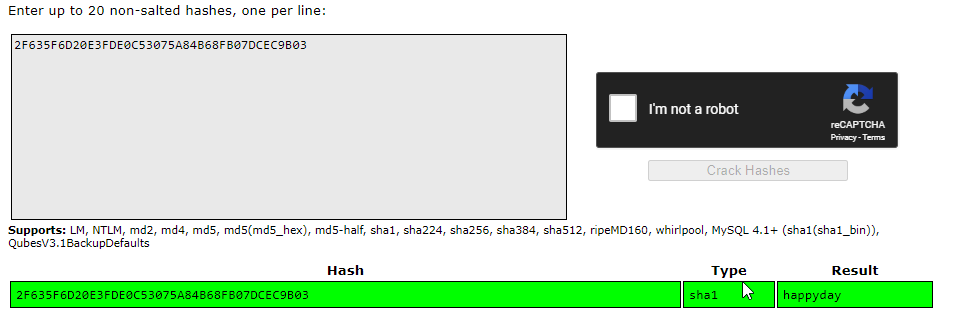 Enter up to 20 non-salted hashes, one per line:
2F635F6D20E3FDE0C53075A84B68FB07DCEC9B03
I'm not a robot
reCAPTCHA
Privacy - Terms
Crack Hashes
Supports: LM, NTLM, md2, md4, md5, md5(md5_hex), md5-half, sha1, sha224, sha256, sha384, sha512, ripeMD160, whirlpool, MySQL 4.1+ (sha1(sha1_bin)),
QubesV3.1BackupDefaults
Hash Type Result
2F635F6D20E3FDE0C53075A84B68FB07DCEC9B03 sha1 happyday